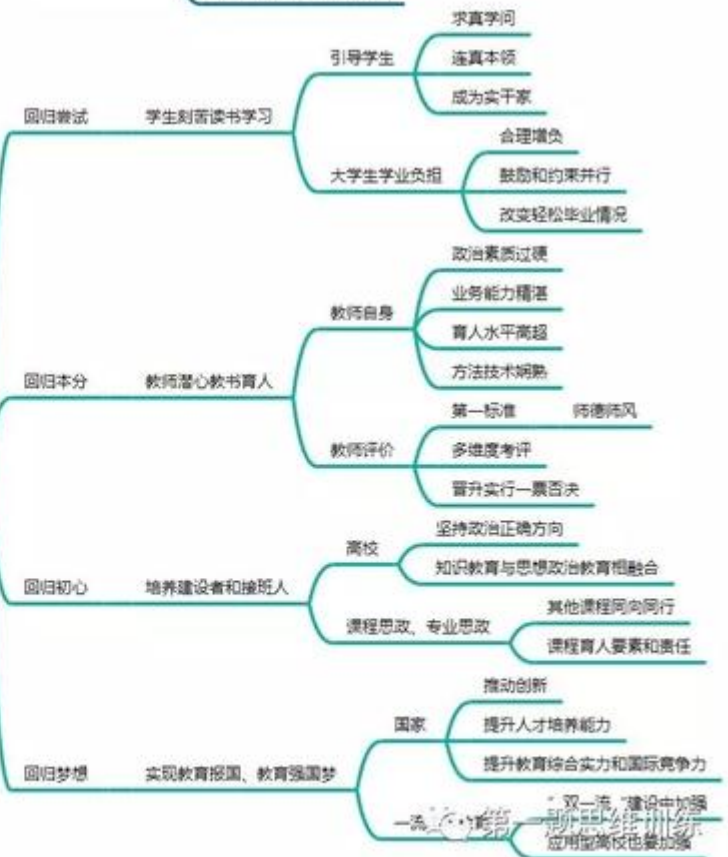 求真学问
引导学生
连真本领
成为实干家
回归尝试 学生刻苦读书学习
合理增负
大学生学业负担
鼓励和约束并行
改变轻松毕业情况
政治素质过硬
业务能力精湛
教师自身
育人水平高超
方法技术娴熟
回归本分 教师潜心教书育人
第一标准 师德师风
教师评价
多维度考评
晋升实行一票否决
坚持政治正确方向
高校
知识教育与思想政治教育相融合
回归初心 培养建设者和接班人
其他课程同向同行
课程思政、专业思政
课程育人要素和责任
推动创新
国家
提升人才培养能力
提升教育综合实力和国际竞争力
回归梦想 实现教育报国、教育强国梦
“双一流”建设中加强
一流
第一题思维训练
应用型高校也要加强